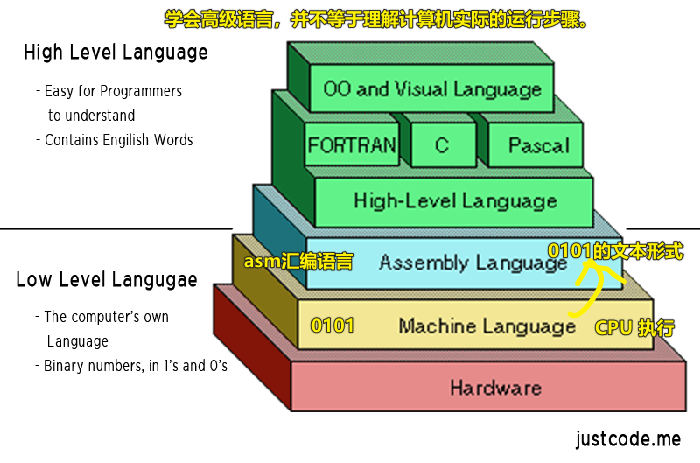 学会高级语言，并不等于理解计算机实际的运行步骤。
High Level Language
- Easy for Programmers
to understand
- Contains Engilish Words
OO and Visual Language
FORTRAN
C
Pascal
High-Level Language
Low Level Langugae
- The computer's own
Language
- Binary numbers, in 1's and 0's
asm汇编语言
Assembly Language
0101的文本形式
0101
Machine Language
CPU 执行
Hardware
justcode.me